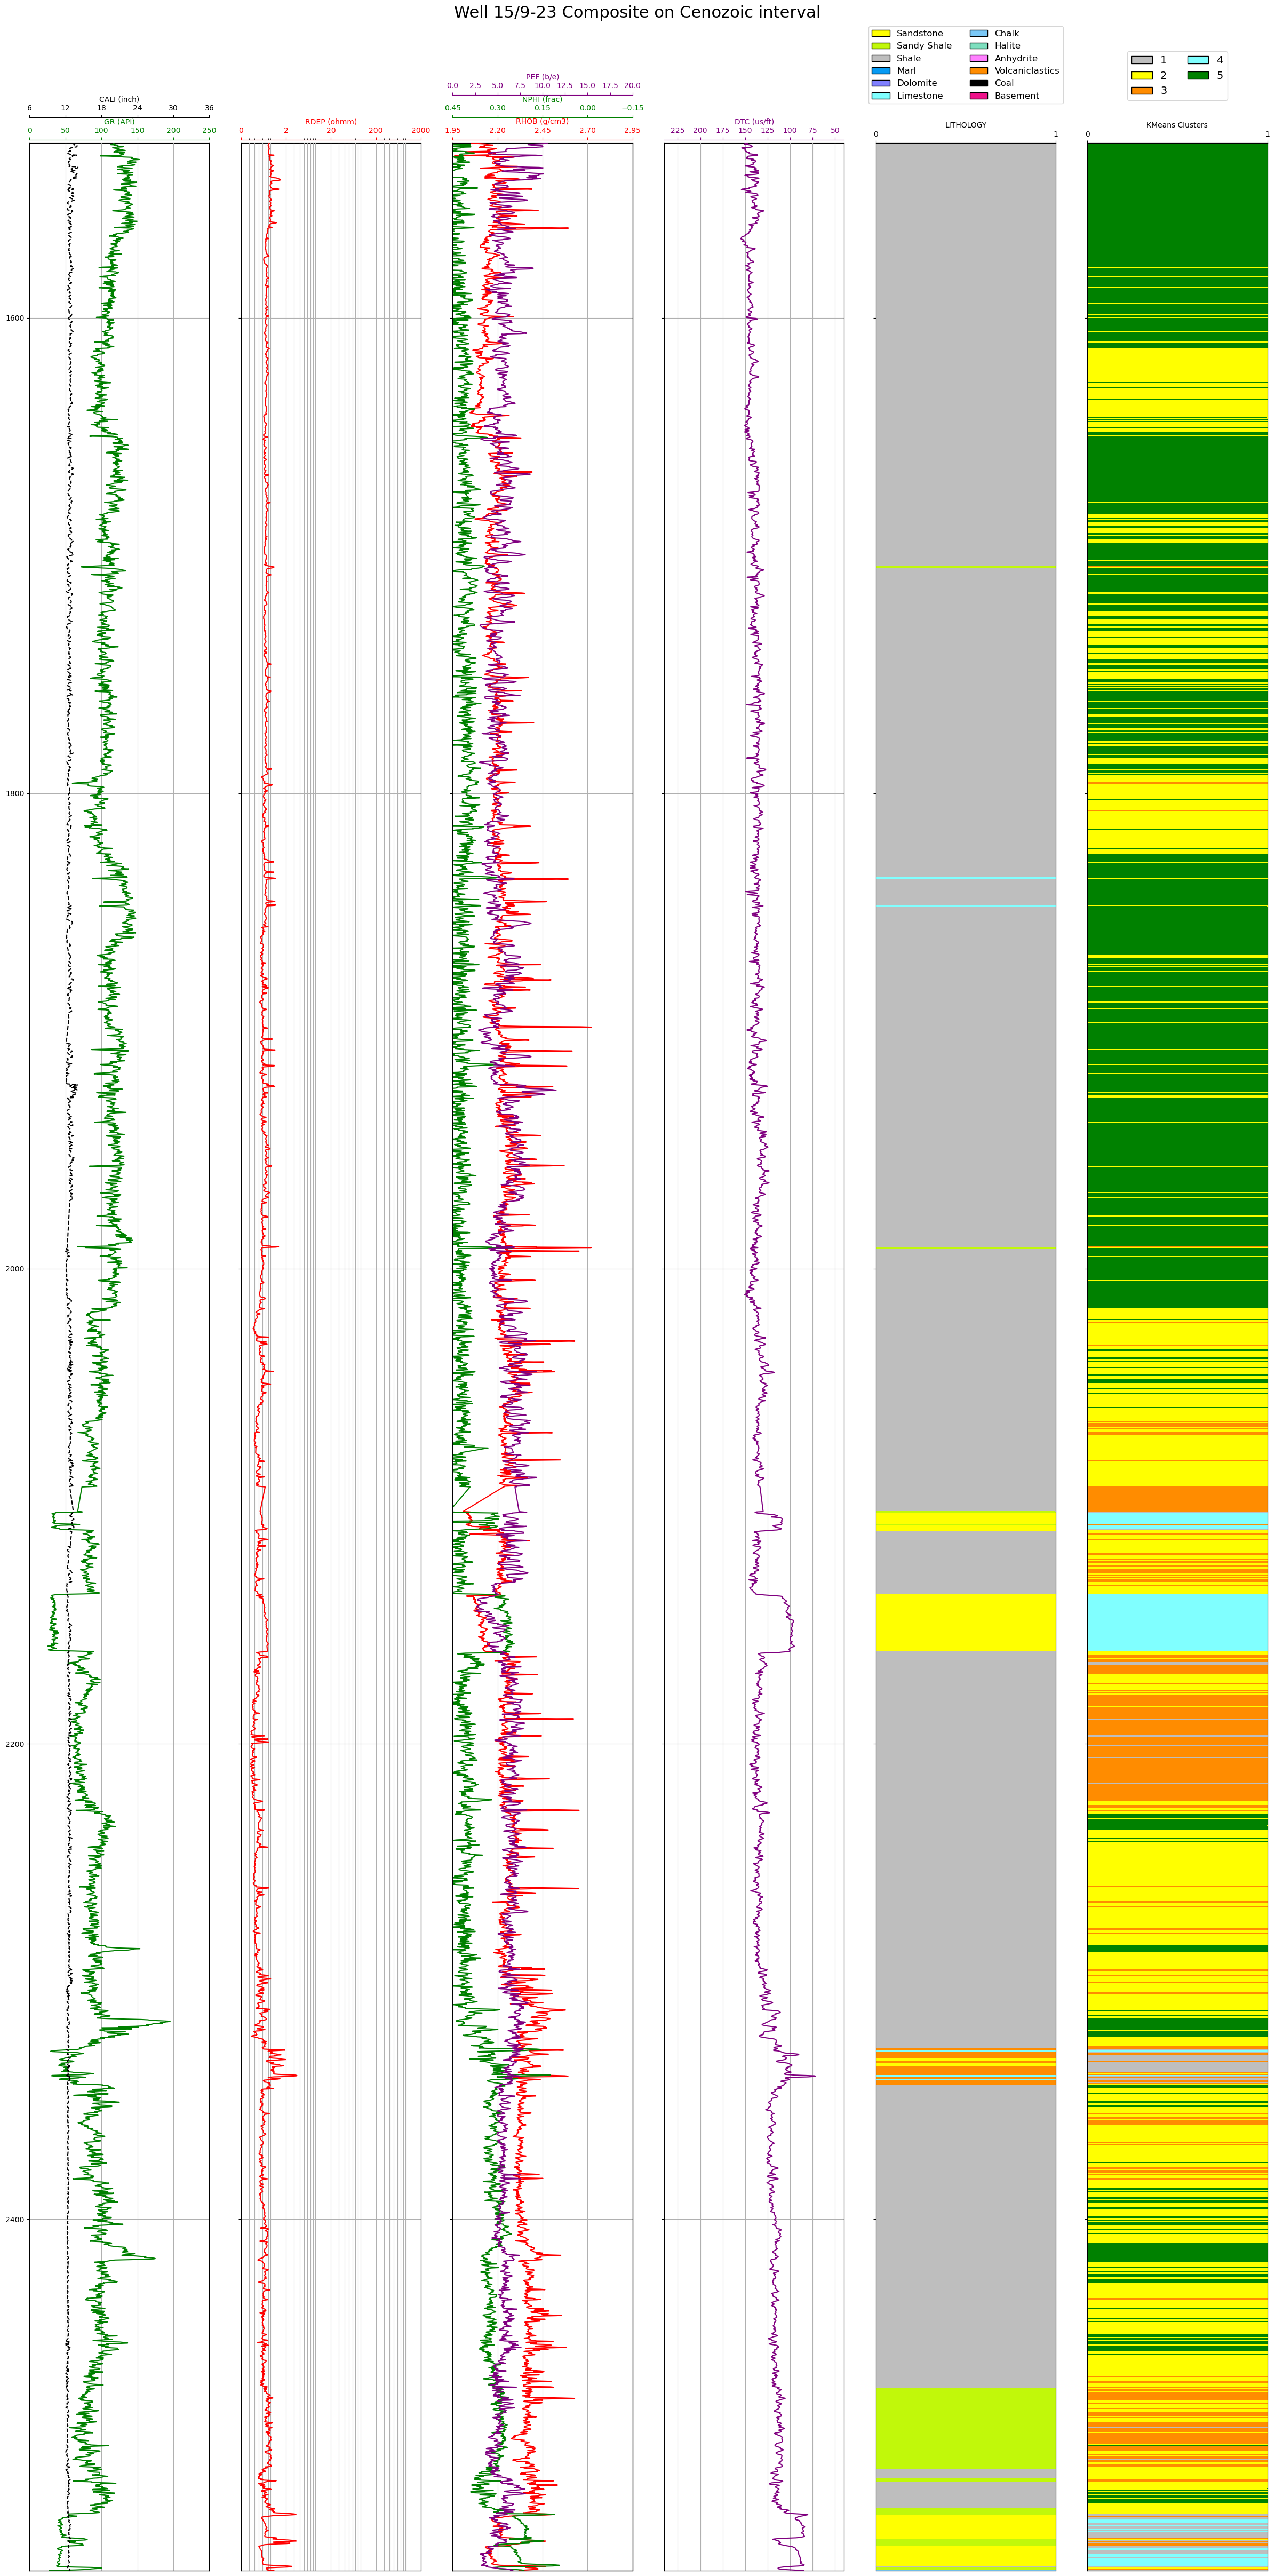 Well 15/9-23 Composite on Cenozoic interval
Sandstone Chalk
Sandy Shale Halite
Shale Anhydrite
Marl Volcaniclastics
Dolomite Coal
Limestone Basement
1 4
2 5
3
PEF (b/e)
0.0 2.5 5.0 7.5 10.0 12.5 15.0 17.5 20.0
CALI (inch)
6 12 18 24 30 36
NPHI (frac)
0.45 0.30 0.15 0.00 −0.15
GR (API)
0 50 100 150 200 250
RDEP (ohmm)
0 2 20 200 2000
RHOB (g/cm3)
1.95 2.20 2.45 2.70 2.95
DTC (us/ft)
225 200 175 150 125 100 75 50
LITHOLOGY
0 1
KMeans Clusters
0 1
1600
1800
2000
2200
2400